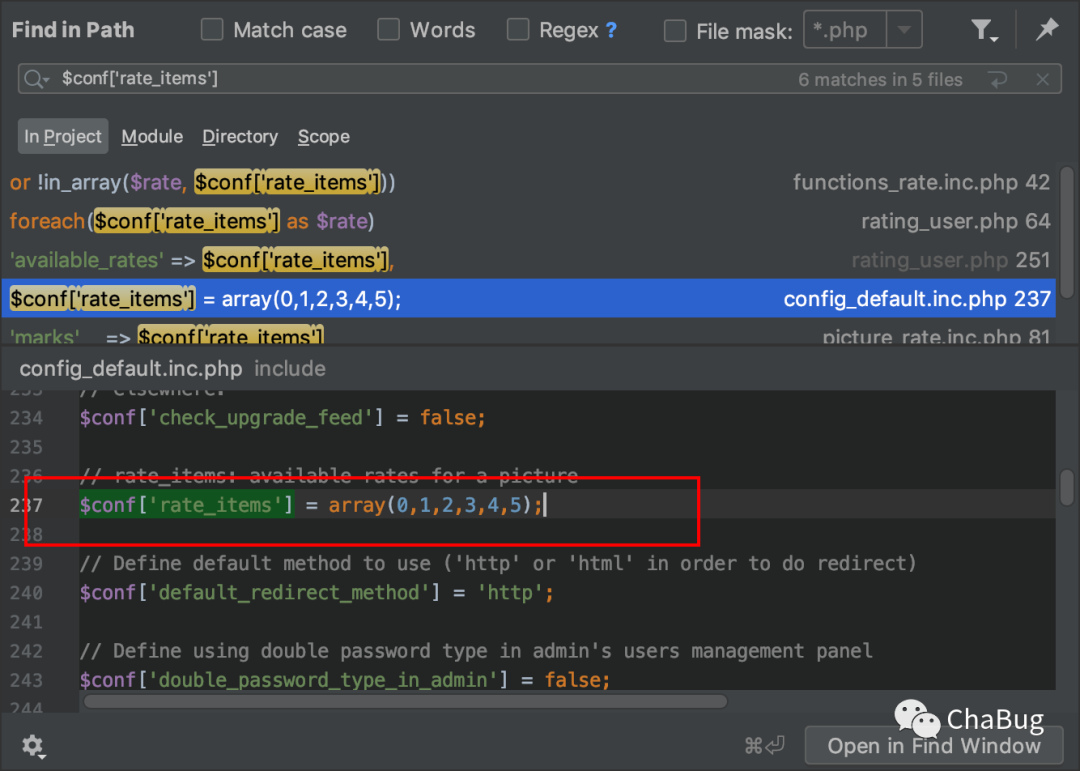 Find in Path Match case Words Regex ? File mask: *.php
$conf['rate_items'] 6 matches in 5 files
In Project Module Directory Scope
or !in_array($rate, $conf['rate_items'])) functions_rate.inc.php 42
foreach($conf['rate_items'] as $rate) rating_user.php 64
'available_rates' => $conf['rate_items'], rating_user.php 251
$conf['rate_items'] = array(0,1,2,3,4,5); config_default.inc.php 237
'marks' => $conf['rate_items'] picture_rate.inc.php 81
config_default.inc.php include
233 // elsewhere.
234 $conf['check_upgrade_feed'] = false;
235
236 // rate_items: available rates for a picture
237 $conf['rate_items'] = array(0,1,2,3,4,5);
238
239 // Define default method to use ('http' or 'html' in order to do redirect)
240 $conf['default_redirect_method'] = 'http';
241
242 // Define using double password type in admin's users management panel
243 $conf['double_password_type_in_admin'] = false;
244
ChaBug
⌘⏎ Open in Find Window